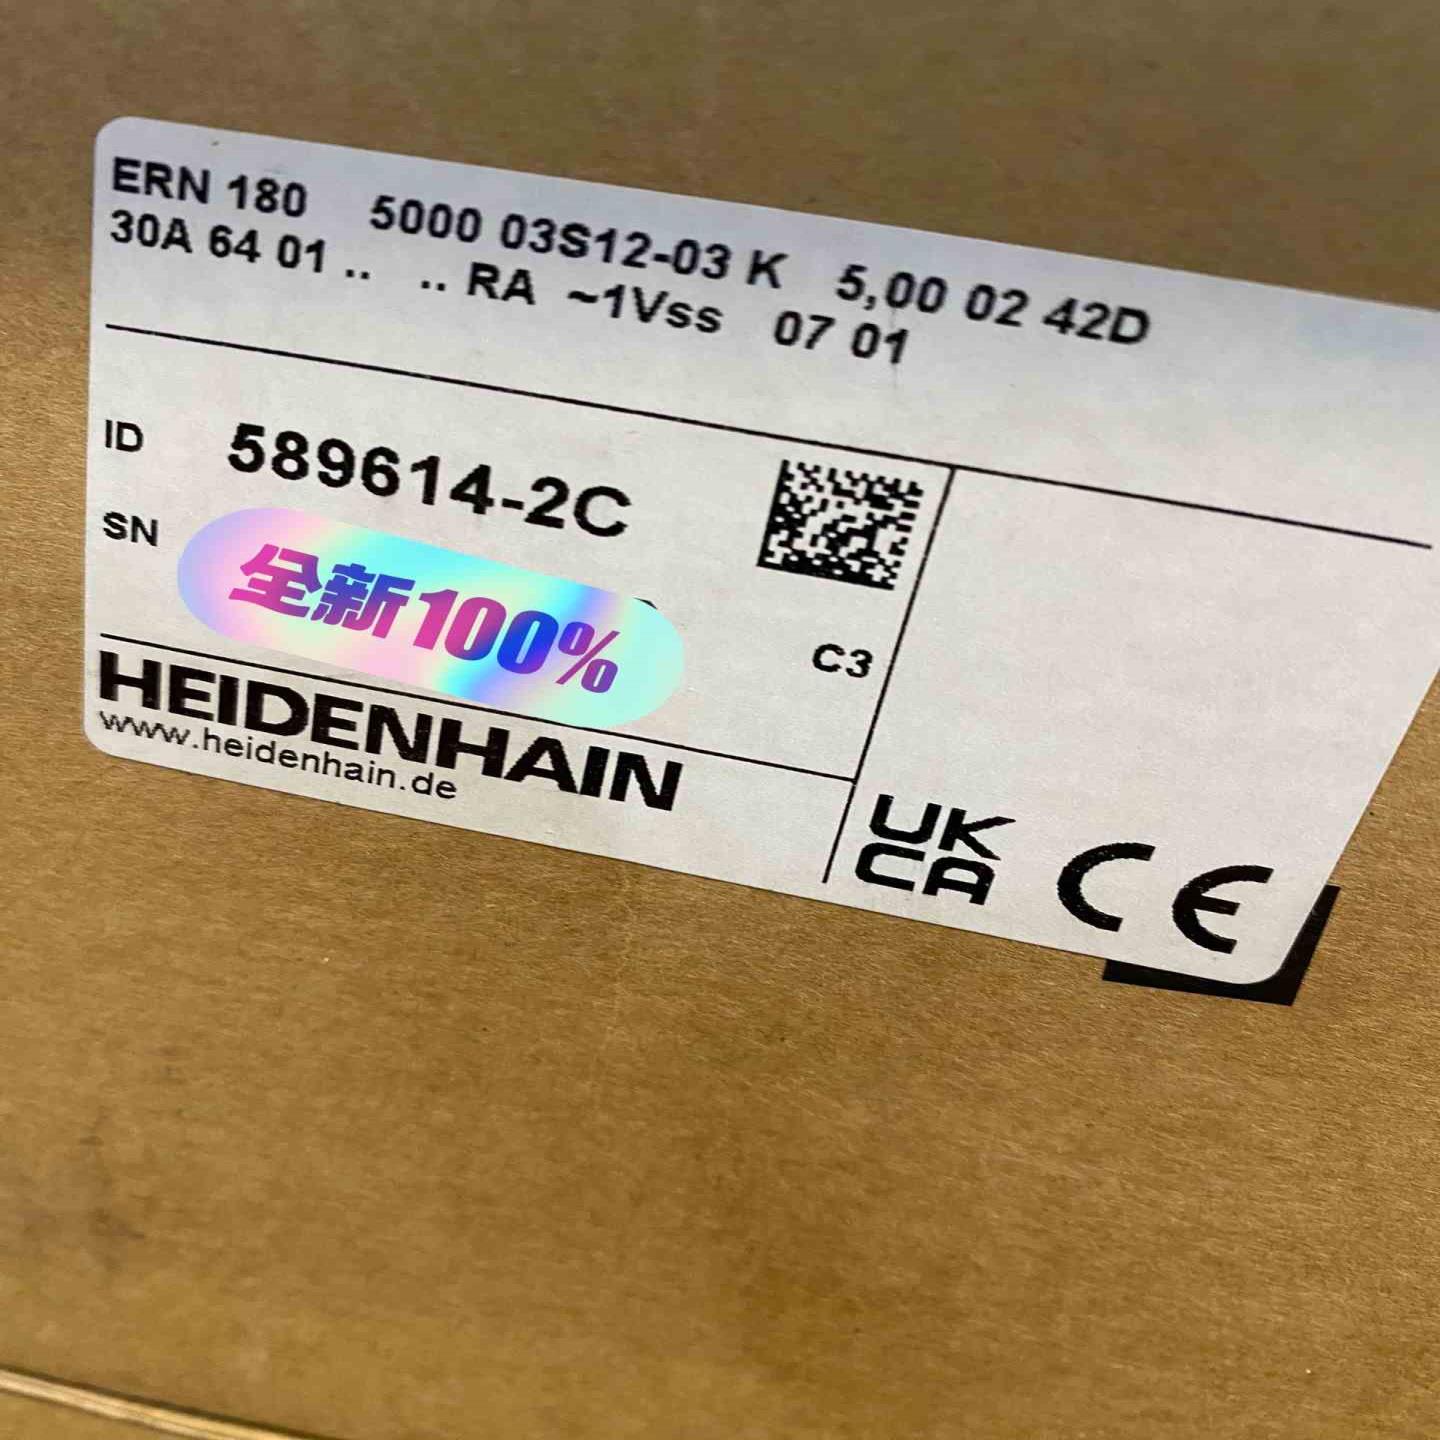 ERN 180 5000 03S12-03 K 5,00 02 42D
30A 64 01 .. .. RA ~1Vss 07 01
ID 589614-2C
SN 全新100%
C3
HEIDENHAIN
www.heidenhain.de
UK
CA CE